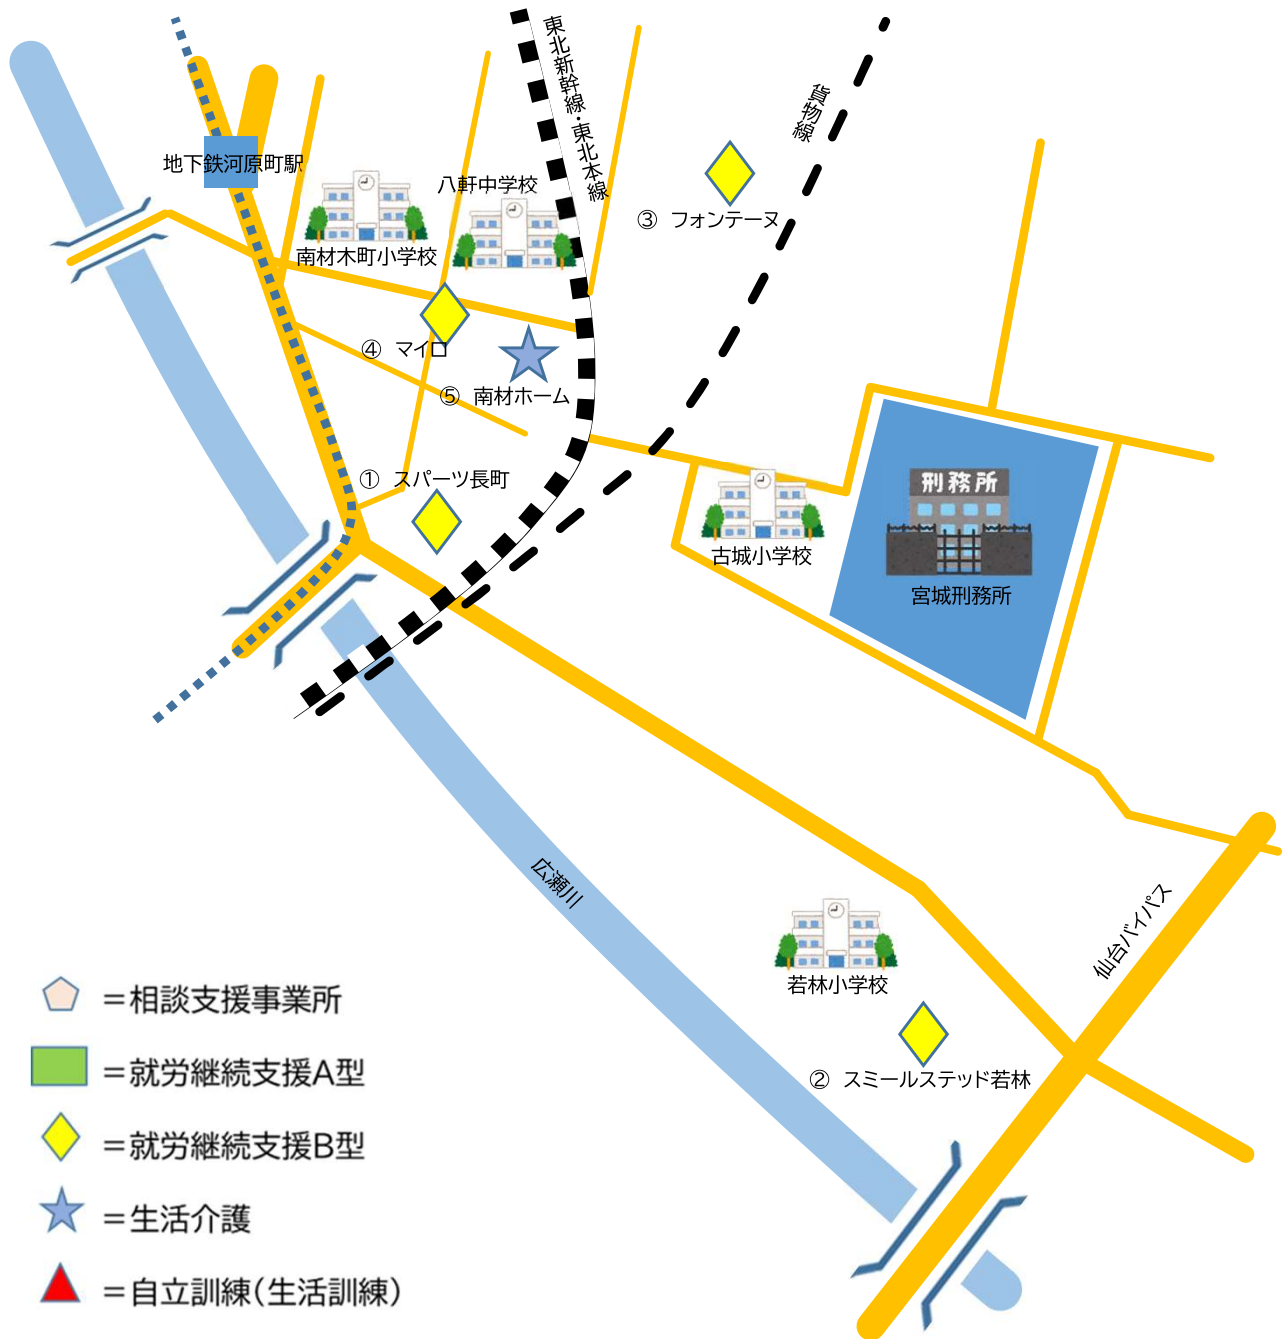 東北新幹線・東北本線
貨物線
地下鉄河原町駅
八軒中学校
③ フォンテーヌ
南材木町小学校
④ マイロ
⑤ 南材ホーム
① スパーツ長町
刑務所
古城小学校
宮城刑務所
広瀬川
仙台バイパス
若林小学校
② スミールステッド若林
＝相談支援事業所
＝就労継続支援A型
＝就労継続支援B型
＝生活介護
＝自立訓練（生活訓練）